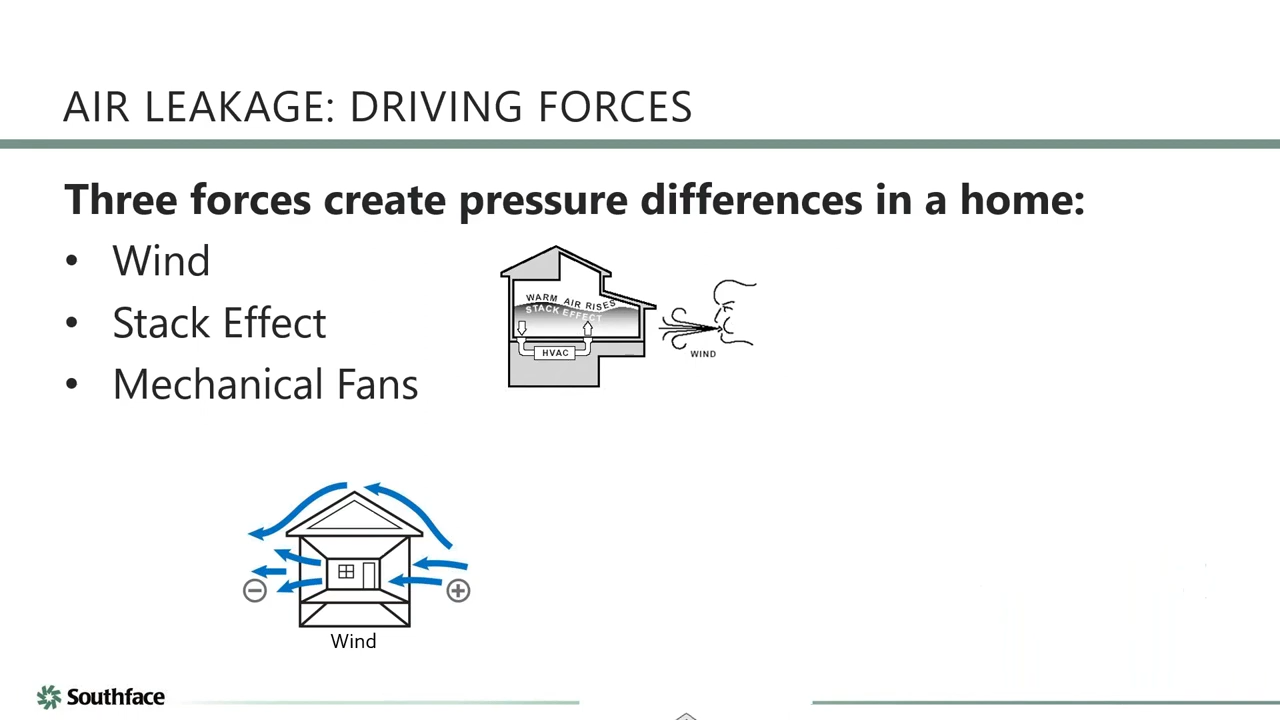 AIR LEAKAGE: DRIVING FORCES
Three forces create pressure differences in a home:
• Wind
• Stack Effect
• Mechanical Fans
WARM AIR RISES
STACK EFFECT
HVAC
WIND
Wind
Southface